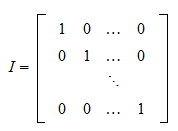 I = [ 1 0 … 0
0 1 … 0
⋱
0 0 … 1 ]